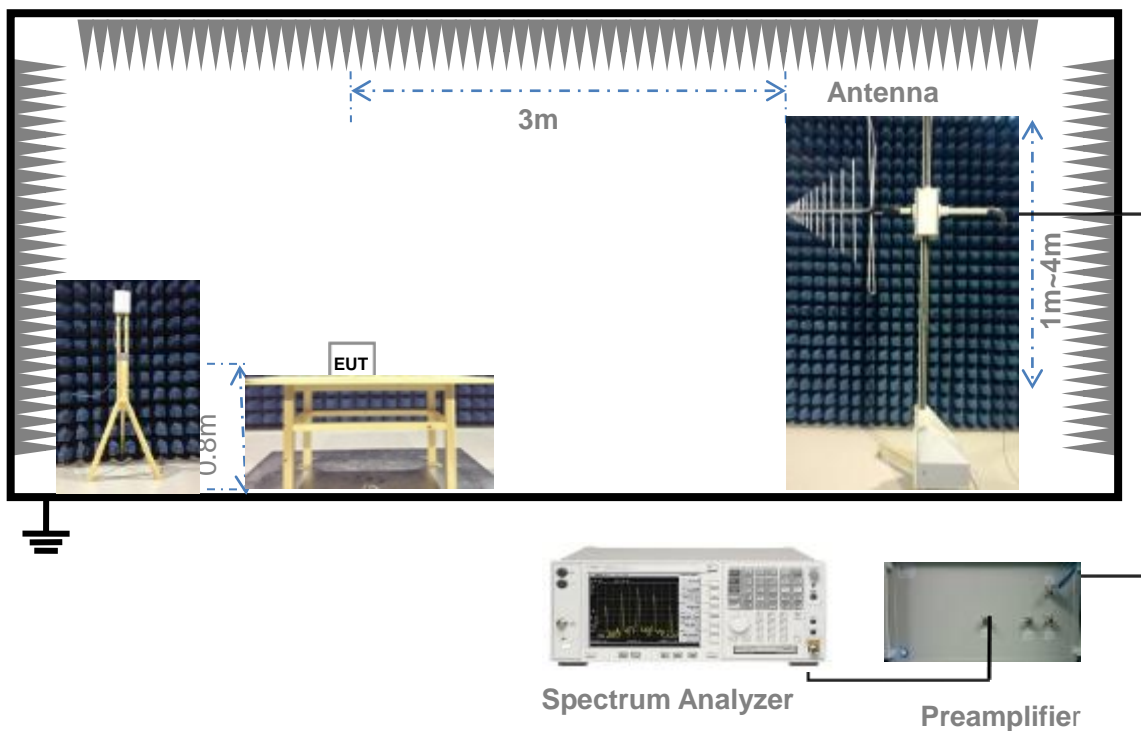 Antenna
3m
1m~4m
EUT
0.8m
Spectrum Analyzer
Preamplifier